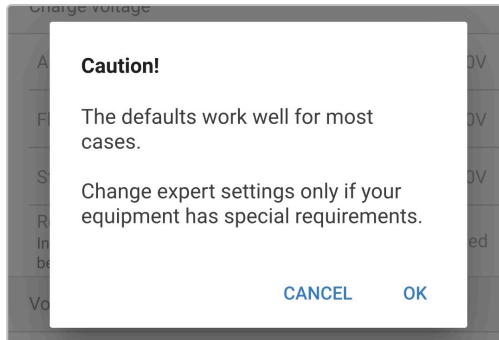 Charge voltage
Caution!
The defaults work well for most
cases.
Change expert settings only if your
equipment has special requirements.
CANCEL
OK